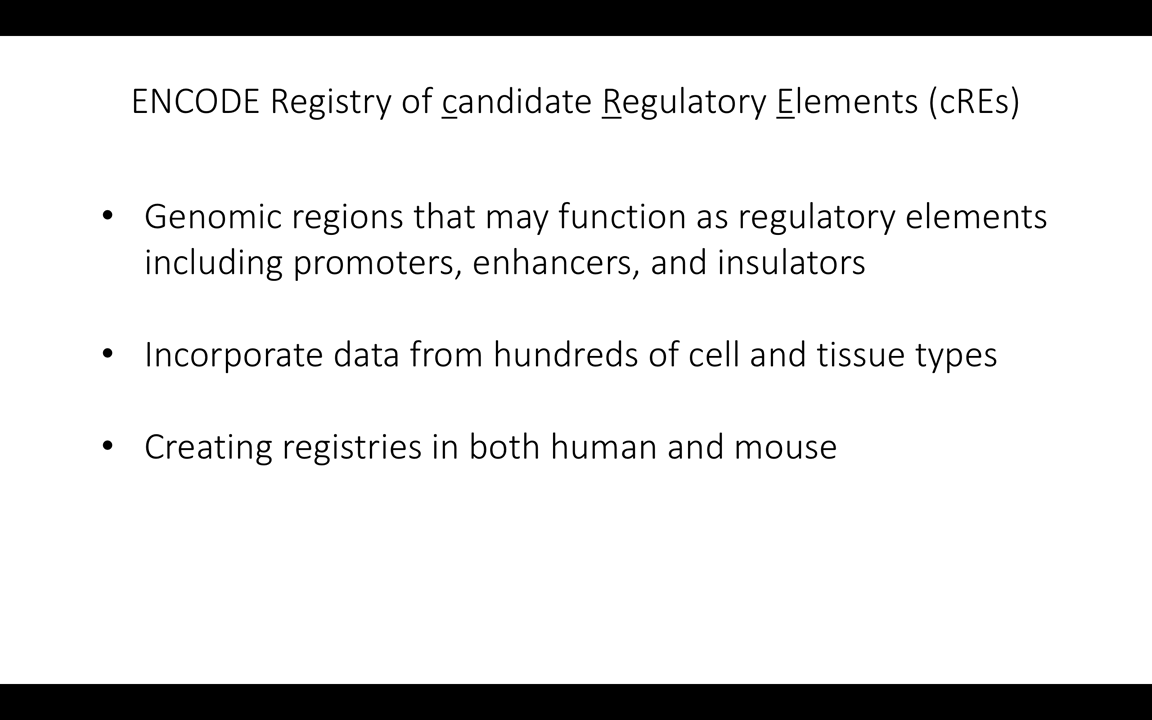 ENCODE Registry of candidate Regulatory Elements (cREs)
• Genomic regions that may function as regulatory elements
including promoters, enhancers, and insulators
• Incorporate data from hundreds of cell and tissue types
• Creating registries in both human and mouse